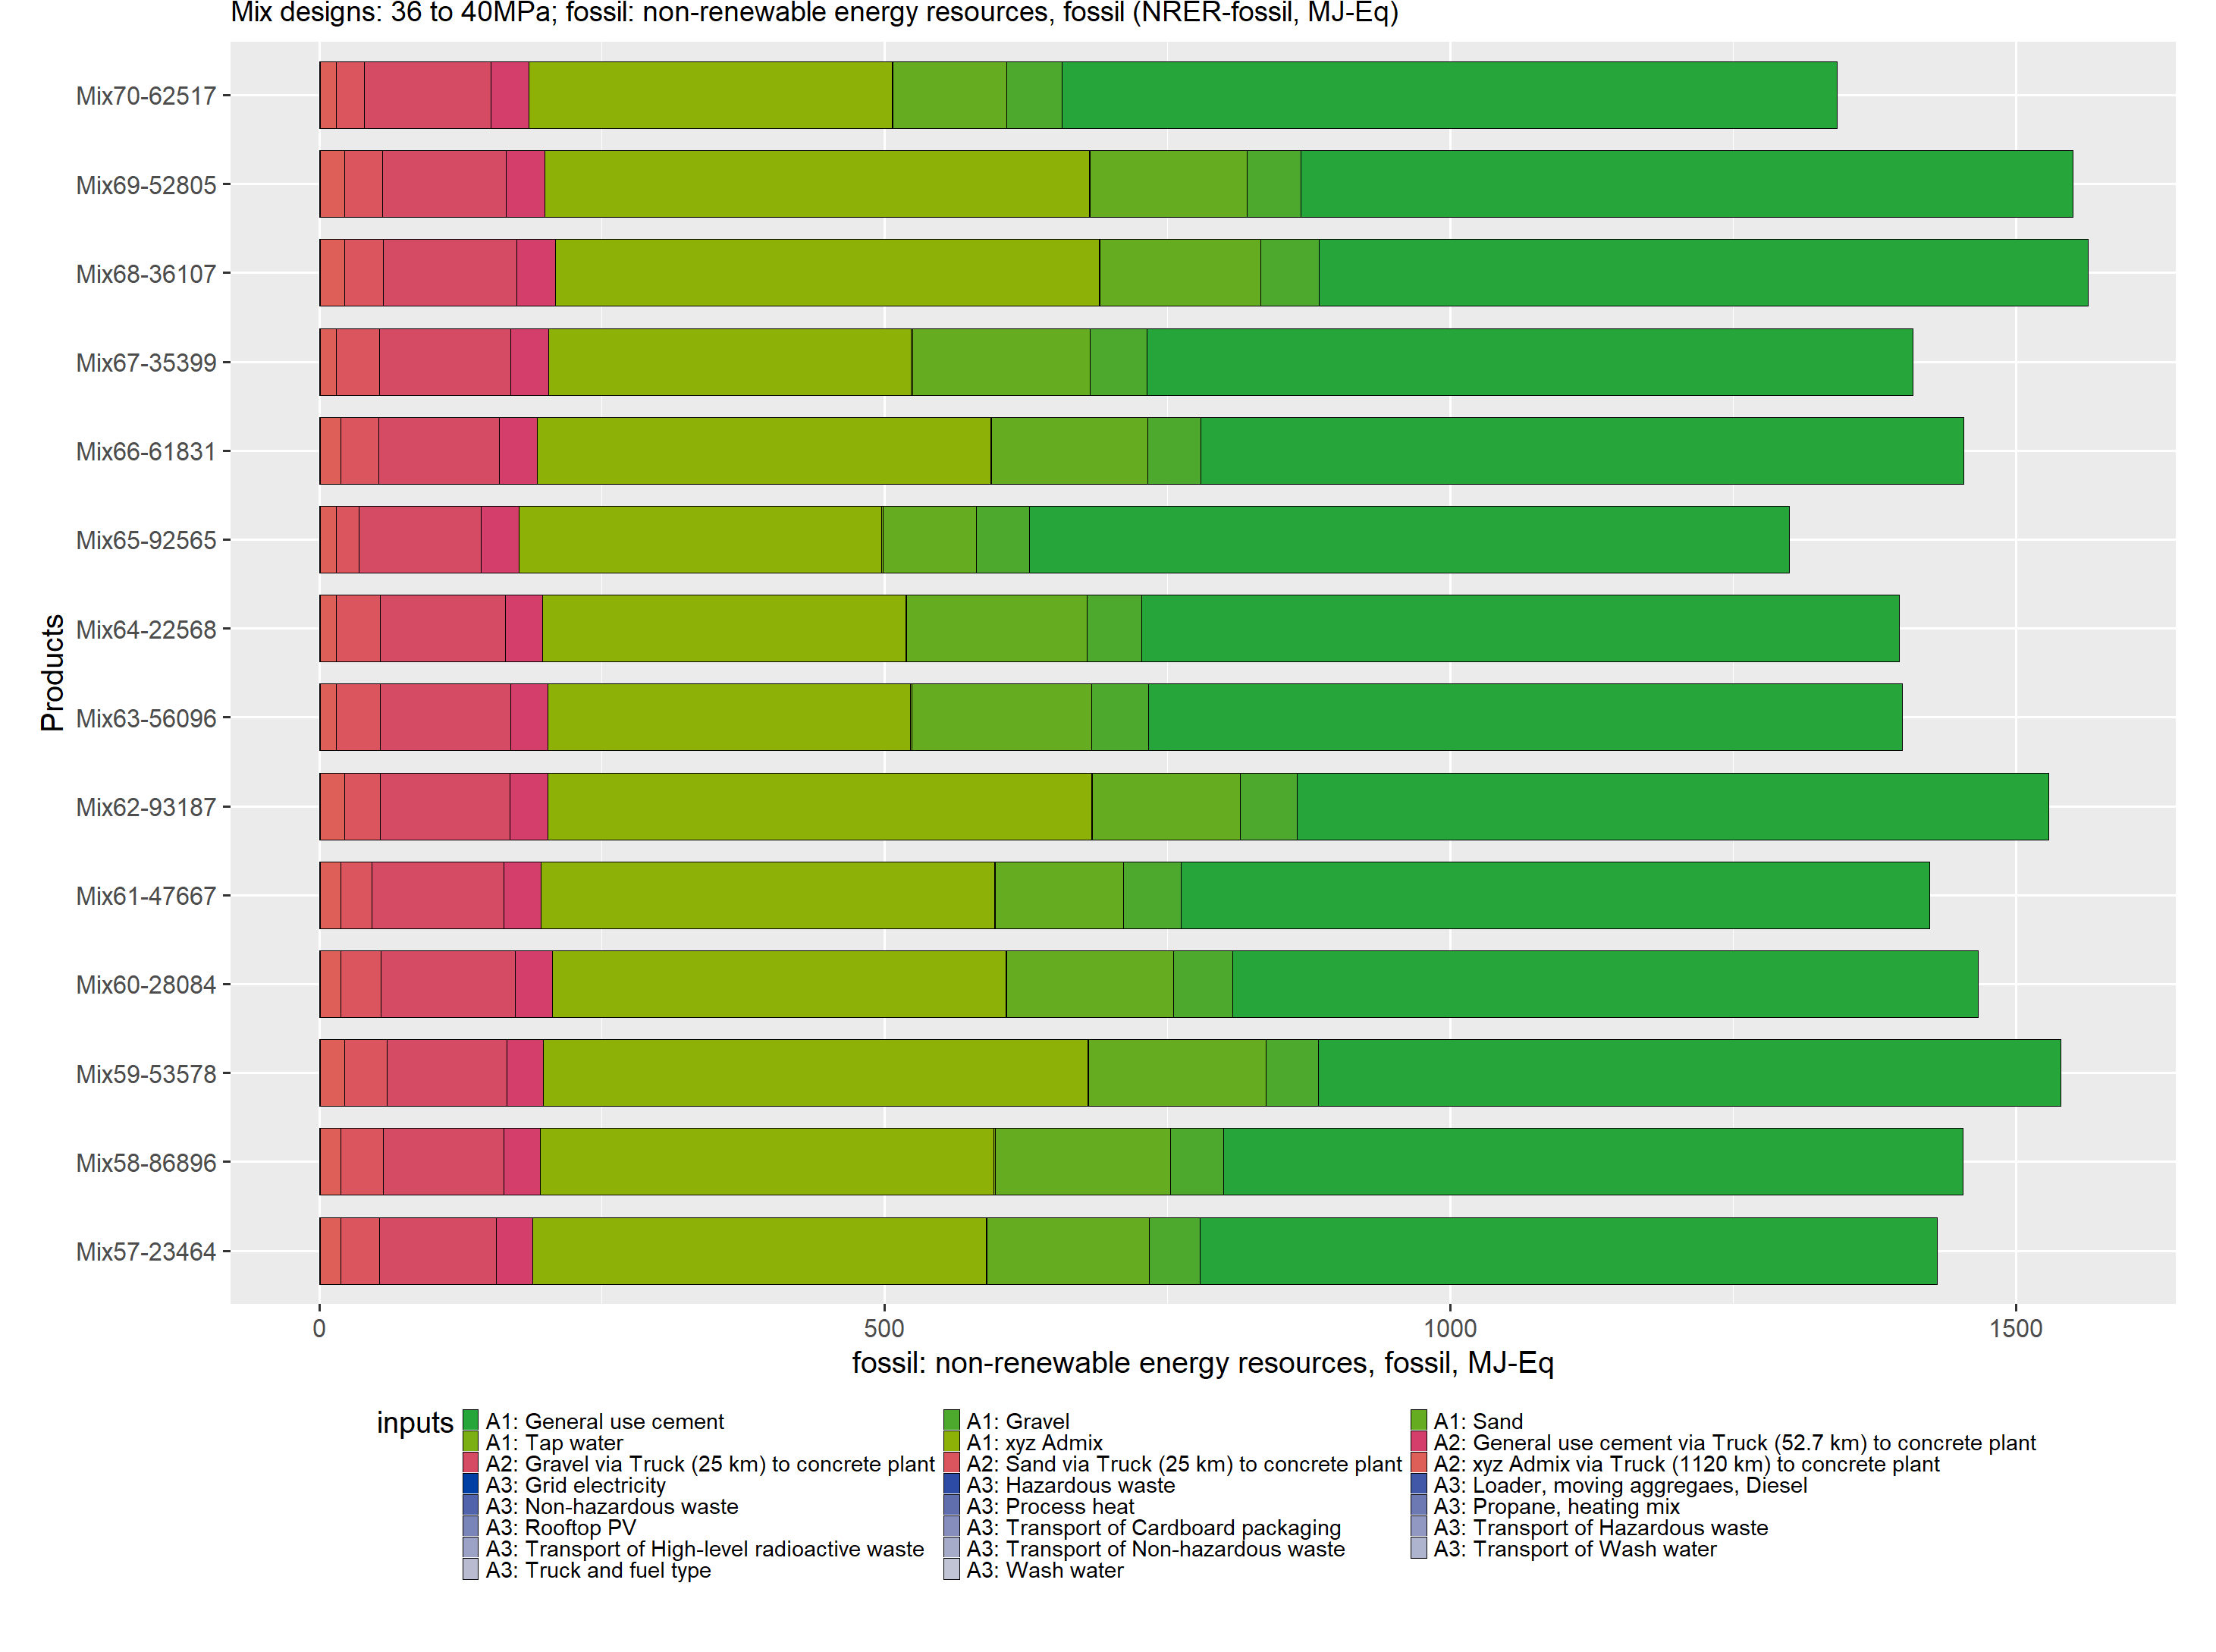 Mix designs: 36 to 40MPa; fossil: non-renewable energy resources, fossil (NRER-fossil, MJ-Eq)
Products
Mix70-62517
Mix69-52805
Mix68-36107
Mix67-35399
Mix66-61831
Mix65-92565
Mix64-22568
Mix63-56096
Mix62-93187
Mix61-47667
Mix60-28084
Mix59-53578
Mix58-86896
Mix57-23464
0 500 1000 1500
fossil: non-renewable energy resources, fossil, MJ-Eq
inputs
A1: General use cement A1: Gravel A1: Sand
A1: Tap water A1: xyz Admix A2: General use cement via Truck (52.7 km) to concrete plant
A2: Gravel via Truck (25 km) to concrete plant A2: Sand via Truck (25 km) to concrete plant A2: xyz Admix via Truck (1120 km) to concrete plant
A3: Grid electricity A3: Hazardous waste A3: Loader, moving aggregaes, Diesel
A3: Non-hazardous waste A3: Process heat A3: Propane, heating mix
A3: Rooftop PV A3: Transport of Cardboard packaging A3: Transport of Hazardous waste
A3: Transport of High-level radioactive waste A3: Transport of Non-hazardous waste A3: Transport of Wash water
A3: Truck and fuel type A3: Wash water